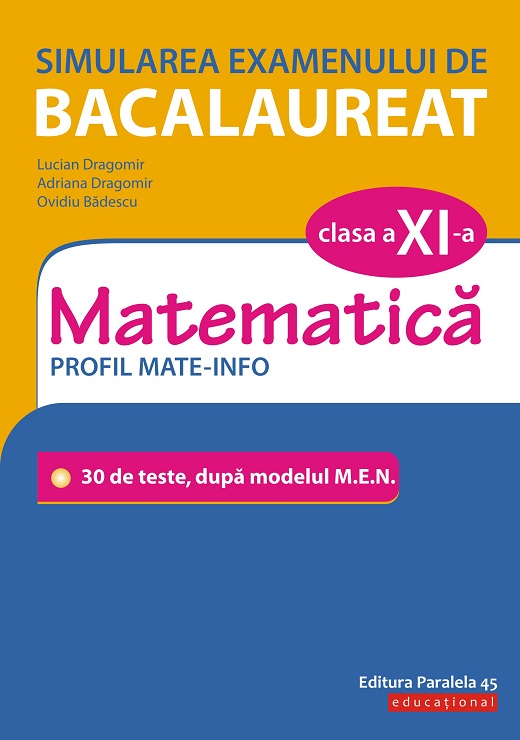 SIMULAREA EXAMENULUI DE
BACALAUREAT
Lucian Dragomir
Adriana Dragomir
Ovidiu Bădescu
clasa a XI-a
Matematică
PROFIL MATE-INFO
30 de teste, după modelul M.E.N.
Editura Paralela 45
educațional